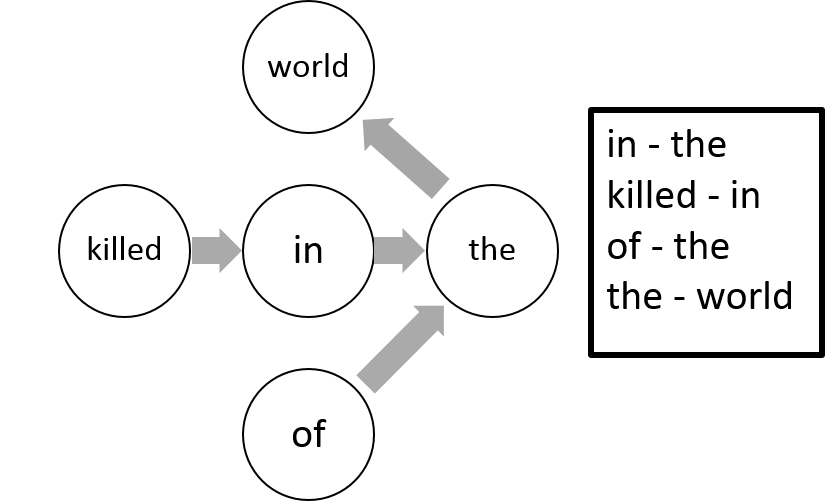 world
killed
in
the
of
in - the
killed - in
of - the
the - world